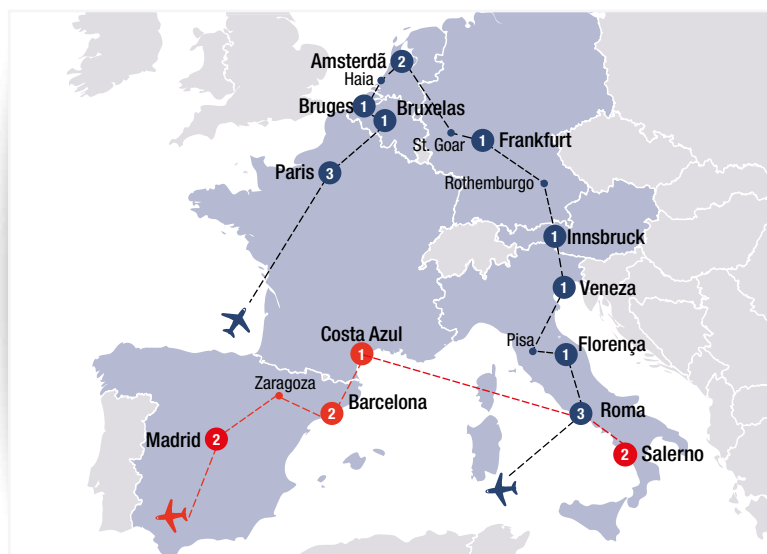 Amsterdã
2
Haia
Bruges
1
Bruxelas
1
St. Goar
1
Frankfurt
Paris
3
Rothemburgo
1
Innsbruck
1
Veneza
Costa Azul
1
Pisa
1
Florença
Zaragoza
2
Barcelona
3
Roma
Madrid
2
2
Salerno